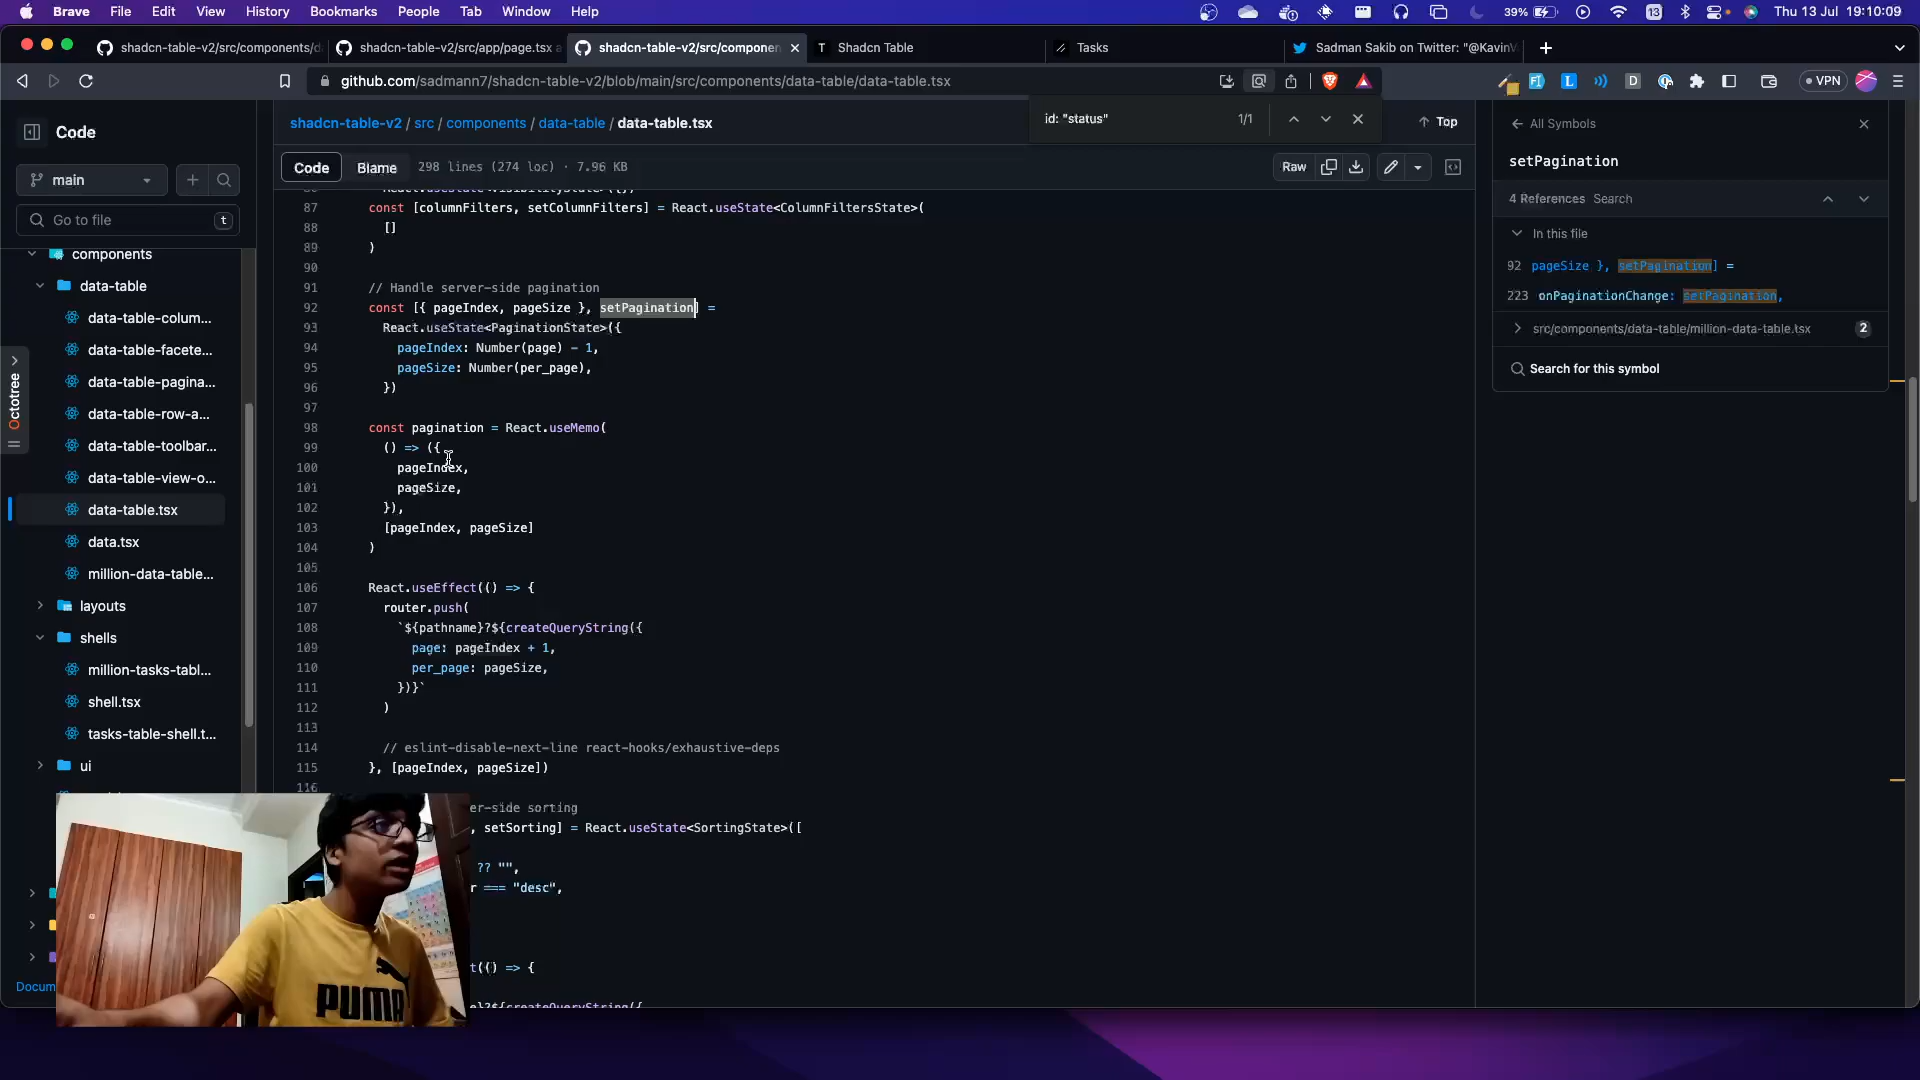 Brave File Edit View History Bookmarks People Tab Window Help 39% 13 Thu 13 Jul 19:10:09
shadcn-table-v2/src/components/d shadcn-table-v2/src/app/page.tsx a shadcn-table-v2/src/componen Shadcn Table Tasks Sadman Sakib on Twitter: "@KavinV
github.com/sadmann7/shadcn-table-v2/blob/main/src/components/data-table/data-table.tsx VPN
id: "status" 1/1
Code
main
Go to file t
components
data-table
data-table-colum...
data-table-facete...
data-table-pagina...
data-table-row-a...
data-table-toolbar...
data-table-view-o...
data-table.tsx
data.tsx
million-data-table...
layouts
shells
million-tasks-tabl...
shell.tsx
tasks-table-shell.t...
ui
Docum
Octotree
shadcn-table-v2 / src / components / data-table / data-table.tsx Top
Code Blame 298 lines (274 loc) · 7.96 KB Raw
86 React.useState<VisibilityState>({})
87 const [columnFilters, setColumnFilters] = React.useState<ColumnFiltersState>(
88 []
89 )
90
91 // Handle server-side pagination
92 const [{ pageIndex, pageSize }, setPagination] =
93 React.useState<PaginationState>({
94 pageIndex: Number(page) - 1,
95 pageSize: Number(per_page),
96 })
97
98 const pagination = React.useMemo(
99 () => ({
100 pageIndex,
101 pageSize,
102 }),
103 [pageIndex, pageSize]
104 )
105
106 React.useEffect(() => {
107 router.push(
108 `${pathname}?${createQueryString({
109 page: pageIndex + 1,
110 per_page: pageSize,
111 })}`
112 )
113
114 // eslint-disable-next-line react-hooks/exhaustive-deps
115 }, [pageIndex, pageSize])
116
er-side sorting
, setSorting] = React.useState<SortingState>([
?? "",
r === "desc",
t(() => {
e}?${createQueryString({
All Symbols
setPagination
4 References Search
In this file
92 pageSize }, setPagination] =
223 onPaginationChange: setPagination,
src/components/data-table/million-data-table.tsx 2
Search for this symbol
PUMA